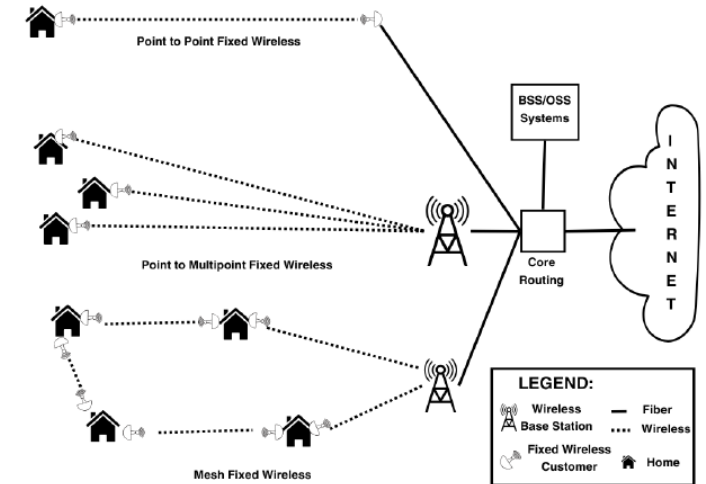 Point to Point Fixed Wireless
BSS/OSS
Systems
I
N
T
E
R
N
E
T
Point to Multipoint Fixed Wireless
Core
Routing
Mesh Fixed Wireless
LEGEND:
Wireless
Base Station
Fiber
Wireless
Fixed Wireless
Customer
Home